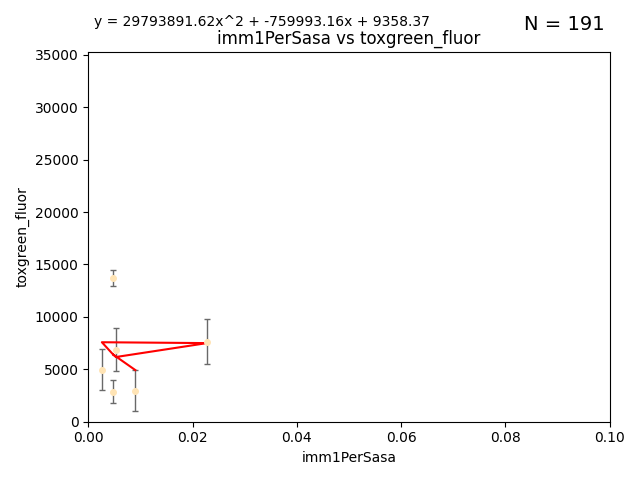 y = 29793891.62x^2 + -759993.16x + 9358.37
N = 191
imm1PerSasa vs toxgreen_fluor
35000
30000
25000
20000
15000
10000
5000
0
toxgreen_fluor
0.00
0.02
0.04
0.06
0.08
0.10
imm1PerSasa